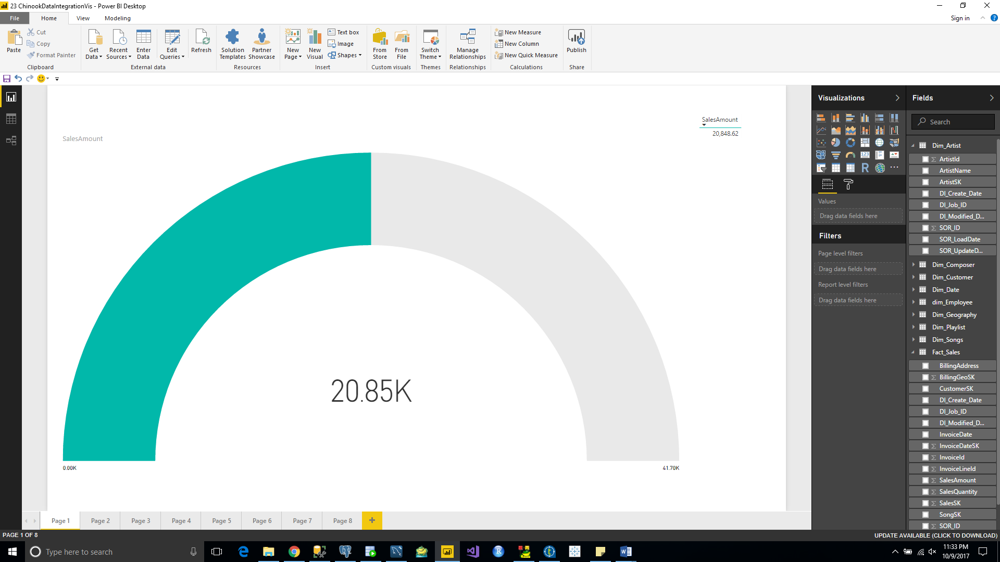 23 ChinookDataIntegrationVis - Power BI Desktop
File Home View Modeling
Sign in
Paste
Cut
Copy
Format Painter
Clipboard
Get Data
Recent Sources
Enter Data
Edit Queries
Refresh
External data
Solution Templates
Partner Showcase
Resources
New Page
New Visual
Text box
Image
Shapes
Insert
From Store
From File
Custom visuals
Switch Theme
Themes
Manage Relationships
Relationships
New Measure
New Column
New Quick Measure
Calculations
Publish
Share
SalesAmount
20,848.62
SalesAmount
20.85K
0.00K
41.70K
Visualizations
R
123
Values
Drag data fields here
Filters
Page level filters
Drag data fields here
Report level filters
Drag data fields here
Fields
Search
Dim_Artist
ArtistId
ArtistName
ArtistSK
DI_Create_Date
DI_Job_ID
DI_Modified_D...
SOR_ID
SOR_LoadDate
SOR_UpdateD...
Dim_Composer
Dim_Customer
Dim_Date
dim_Employee
Dim_Geography
Dim_Playlist
Dim_Songs
Fact_Sales
BillingAddress
BillingGeoSK
CustomerSK
DI_Create_Date
DI_Job_ID
DI_Modified_D...
InvoiceDate
InvoiceDateSK
InvoiceId
InvoiceLineId
SalesAmount
SalesQuantity
SalesSK
SongSK
SOR_ID
Page 1 Page 2 Page 3 Page 4 Page 5 Page 6 Page 7 Page 8
PAGE 1 OF 8
UPDATE AVAILABLE (CLICK TO DOWNLOAD)
Type here to search
11:33 PM
10/9/2017